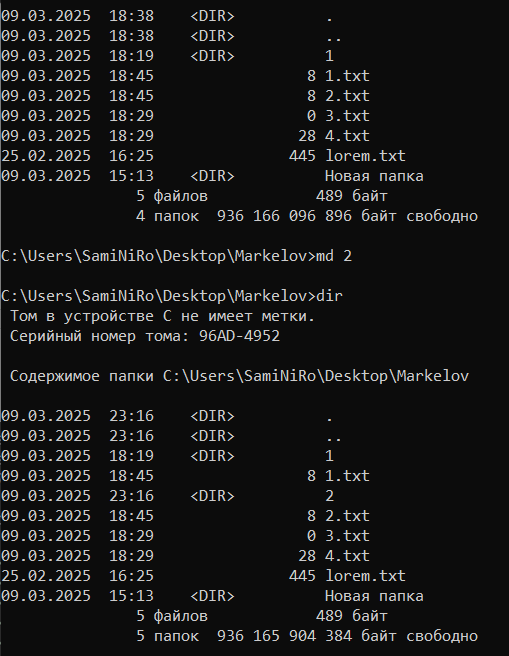 09.03.2025  18:38    <DIR>          .
09.03.2025  18:38    <DIR>          ..
09.03.2025  18:19    <DIR>          1
09.03.2025  18:45                 8 1.txt
09.03.2025  18:45                 8 2.txt
09.03.2025  18:29                 0 3.txt
09.03.2025  18:29                28 4.txt
25.02.2025  16:25               445 lorem.txt
09.03.2025  15:13    <DIR>          Новая папка
               5 файлов            489 байт
               4 папок  936 166 096 896 байт свободно
C:\Users\SamiNiRo\Desktop\Markelov>md 2
C:\Users\SamiNiRo\Desktop\Markelov>dir
 Том в устройстве C не имеет метки.
 Серийный номер тома: 96AD-4952
 Содержимое папки C:\Users\SamiNiRo\Desktop\Markelov
09.03.2025  23:16    <DIR>          .
09.03.2025  23:16    <DIR>          ..
09.03.2025  18:19    <DIR>          1
09.03.2025  18:45                 8 1.txt
09.03.2025  23:16    <DIR>          2
09.03.2025  18:45                 8 2.txt
09.03.2025  18:29                 0 3.txt
09.03.2025  18:29                28 4.txt
25.02.2025  16:25               445 lorem.txt
09.03.2025  15:13    <DIR>          Новая папка
               5 файлов            489 байт
               5 папок  936 165 904 384 байт свободно